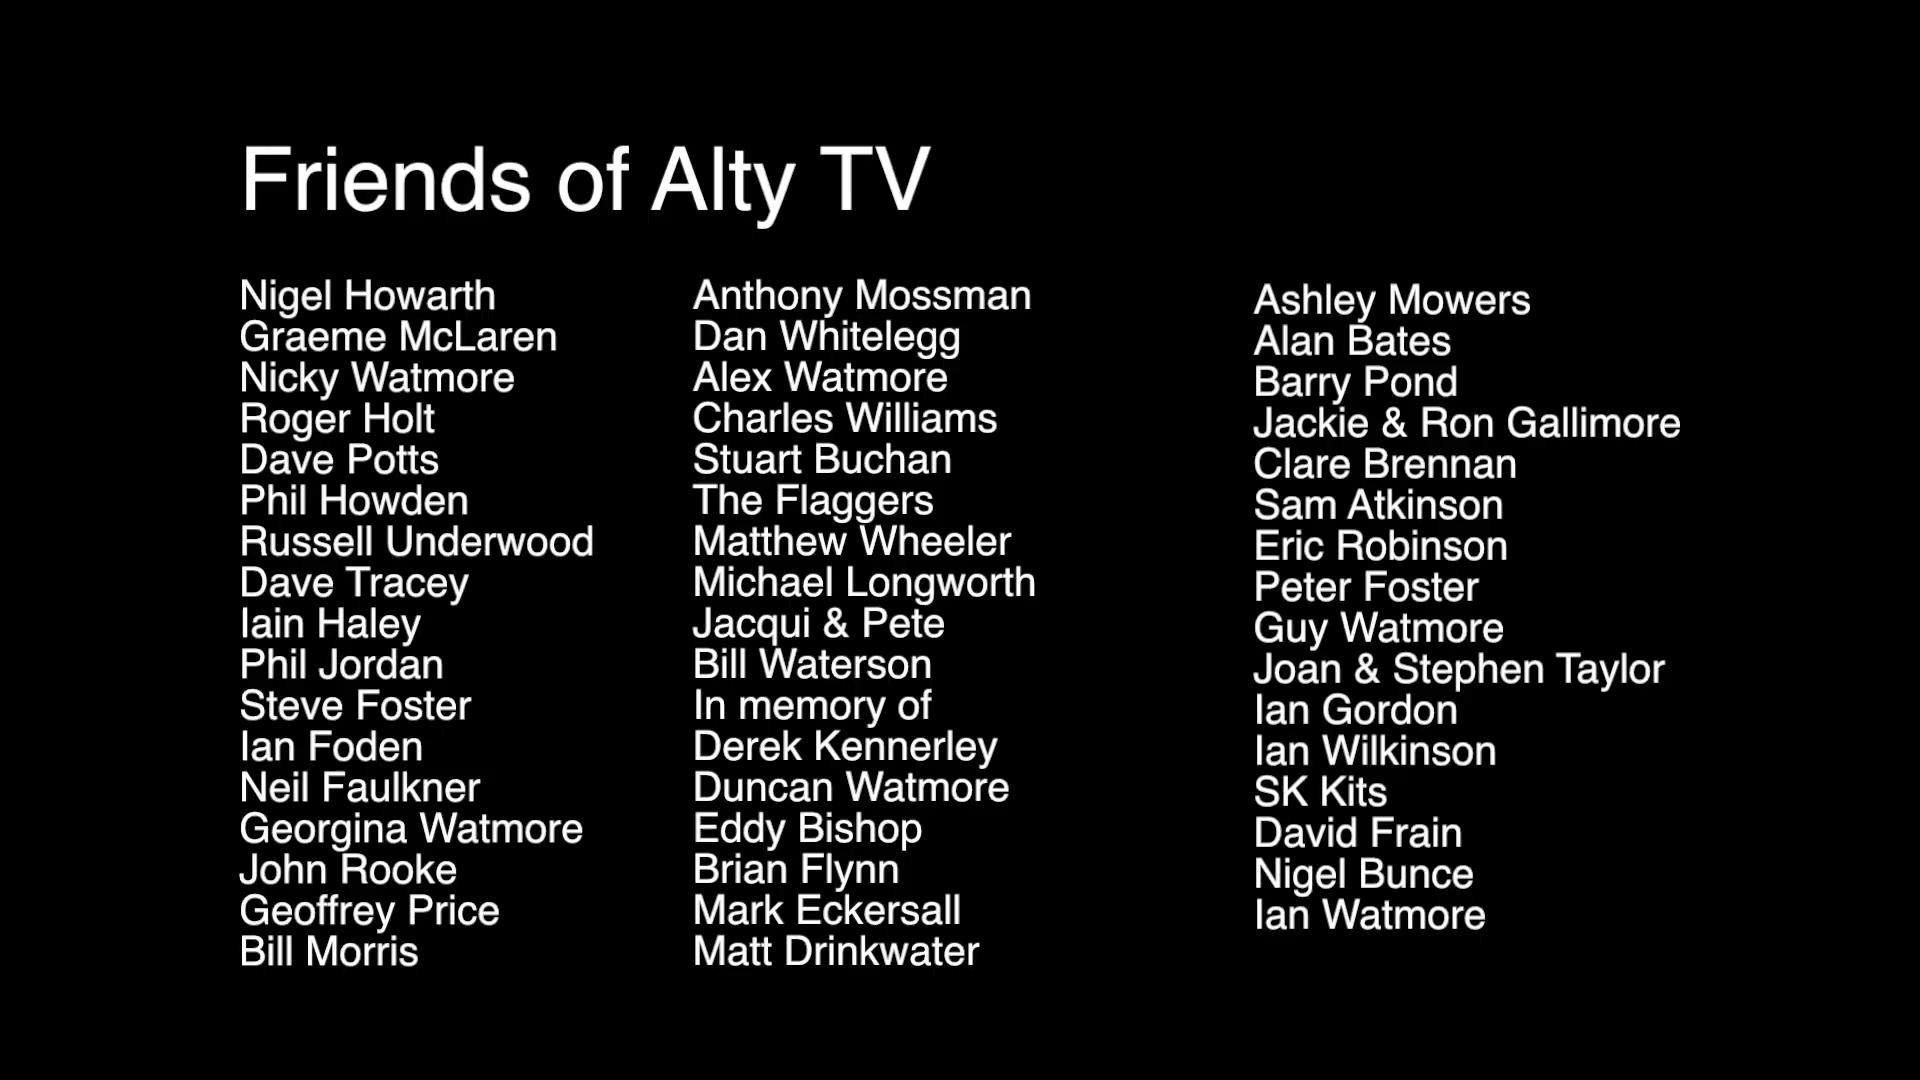 Friends of Alty TV
Nigel Howarth
Graeme McLaren
Nicky Watmore
Roger Holt
Dave Potts
Phil Howden
Russell Underwood
Dave Tracey
Iain Haley
Phil Jordan
Steve Foster
Ian Foden
Neil Faulkner
Georgina Watmore
John Rooke
Geoffrey Price
Bill Morris
Anthony Mossman
Dan Whitelegg
Alex Watmore
Charles Williams
Stuart Buchan
The Flaggers
Matthew Wheeler
Michael Longworth
Jacqui & Pete
Bill Waterson
In memory of
Derek Kennerley
Duncan Watmore
Eddy Bishop
Brian Flynn
Mark Eckersall
Matt Drinkwater
Ashley Mowers
Alan Bates
Barry Pond
Jackie & Ron Gallimore
Clare Brennan
Sam Atkinson
Eric Robinson
Peter Foster
Guy Watmore
Joan & Stephen Taylor
Ian Gordon
Ian Wilkinson
SK Kits
David Frain
Nigel Bunce
Ian Watmore